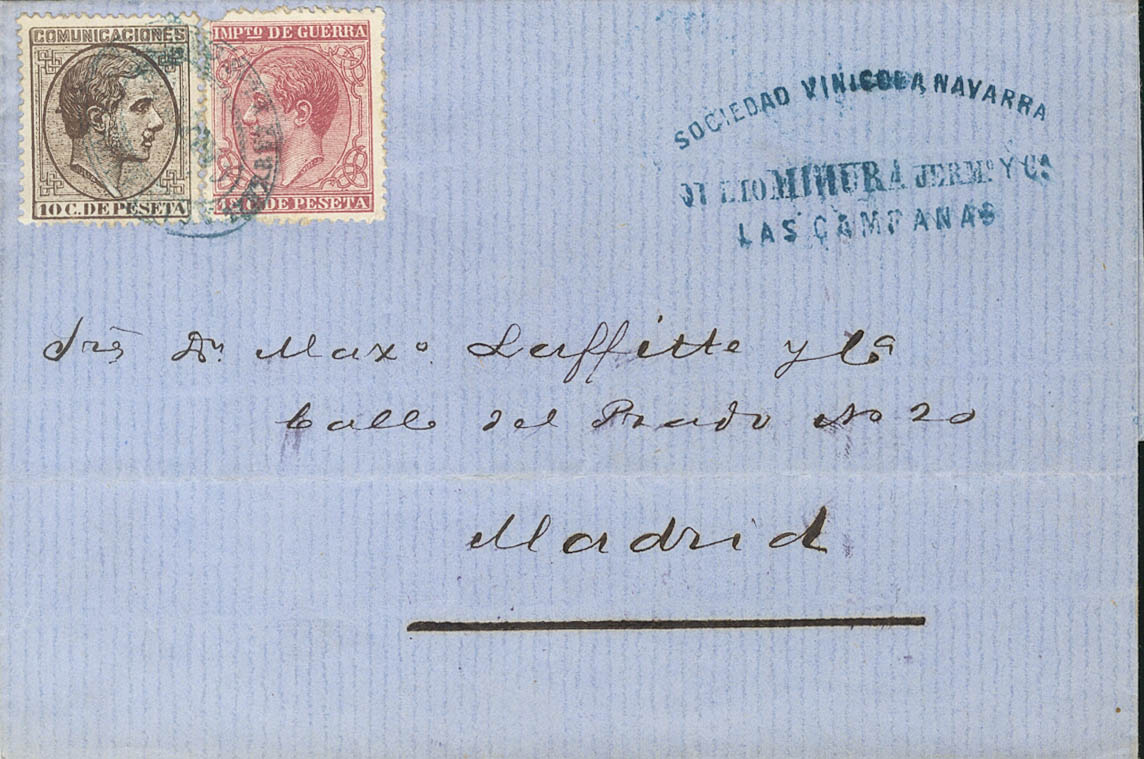 COMUNICACIONES
10 C. DE PESETA
IMPTO DE GUERRA
C. DE PESETA
SOCIEDAD VINICOLA NAVARRA
MIHURA JERMº Y Cª
LAS CAMPANAS
Srs Dn Maxº Laffitte y Cª
Calle del Prado No 20
Madrid